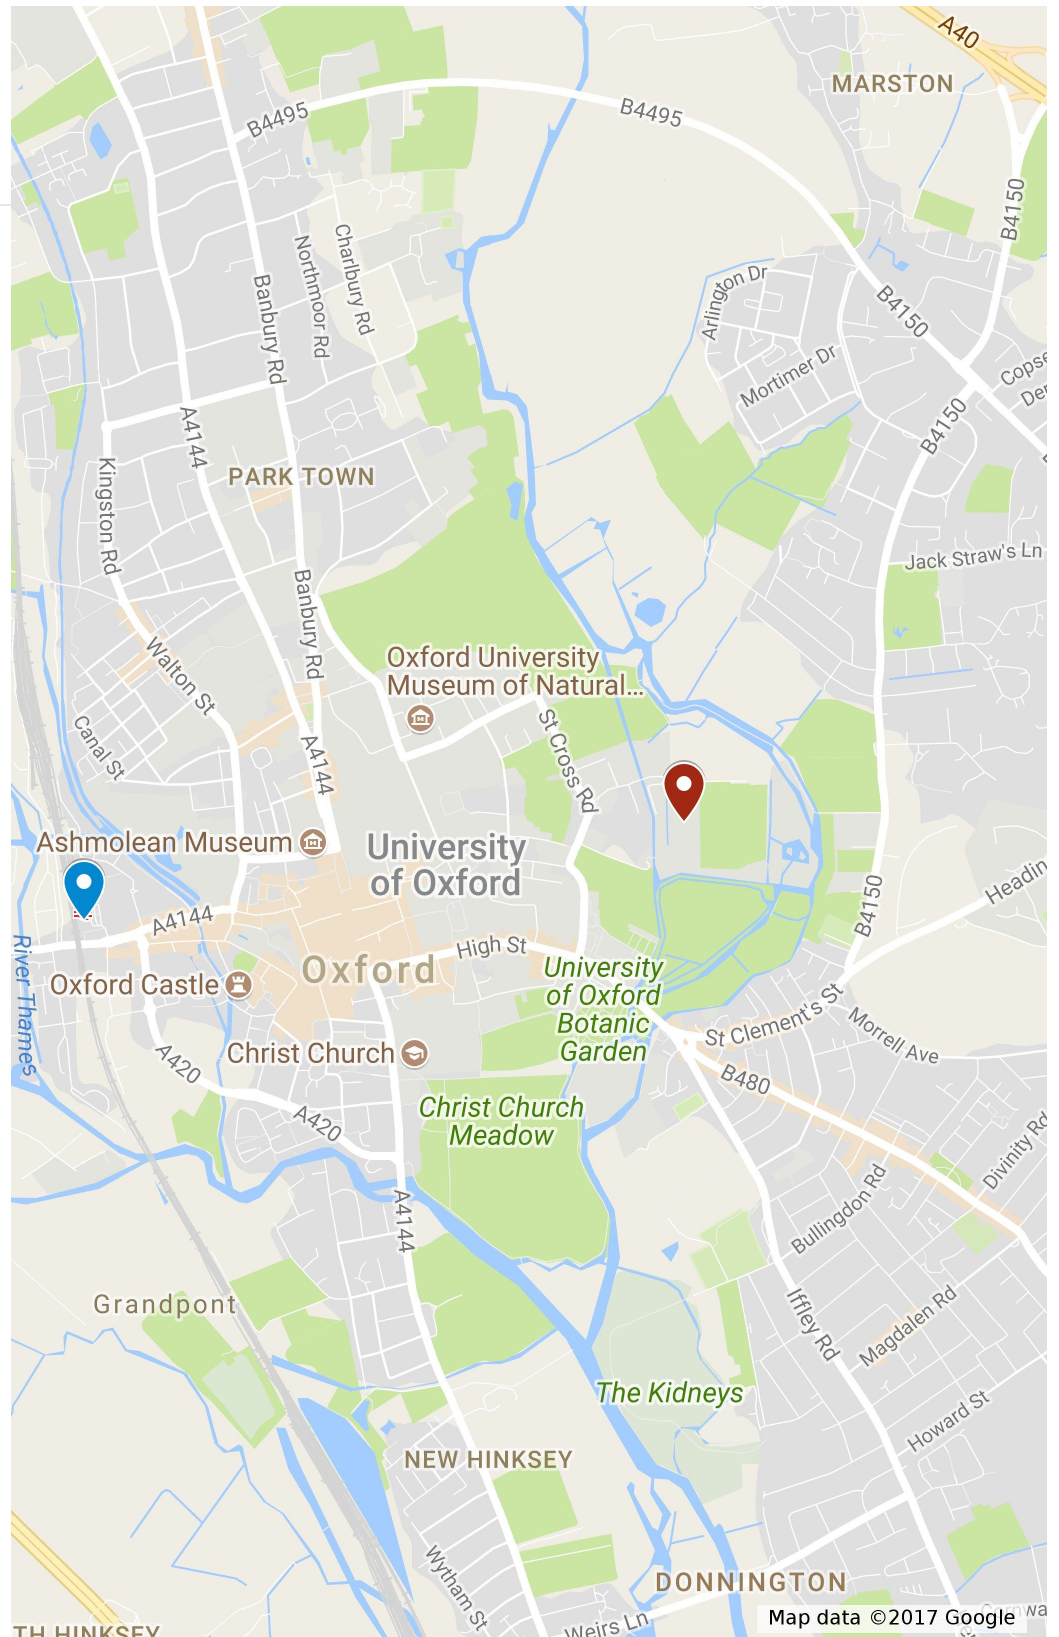 A40
MARSTON
B4495
B4495
B4150
Charlbury Rd
Northmoor Rd
Banbury Rd
Arlington Dr
B4150
Mortimer Dr
Copse
B4150
A4144
PARK TOWN
Kingston Rd
Jack Straw's Ln
Banbury Rd
Walton St
Oxford University
Museum of Natural...
St Cross Rd
Canal St
A4144
Ashmolean Museum
University
of Oxford
B4150
Headin
A4144
High St
River Thames
Oxford Castle
Oxford
University
of Oxford
Botanic
Garden
St Clement's St
Morrell Ave
A420
Christ Church
B480
A420
Christ Church
Meadow
Divinity Rd
Bullingdon Rd
A4144
Grandpont
Iffley Rd
Magdalen Rd
The Kidneys
Howard St
NEW HINKSEY
Wytham St
DONNINGTON
Weirs Ln
TH HINKSEY
Map data ©2017 Google